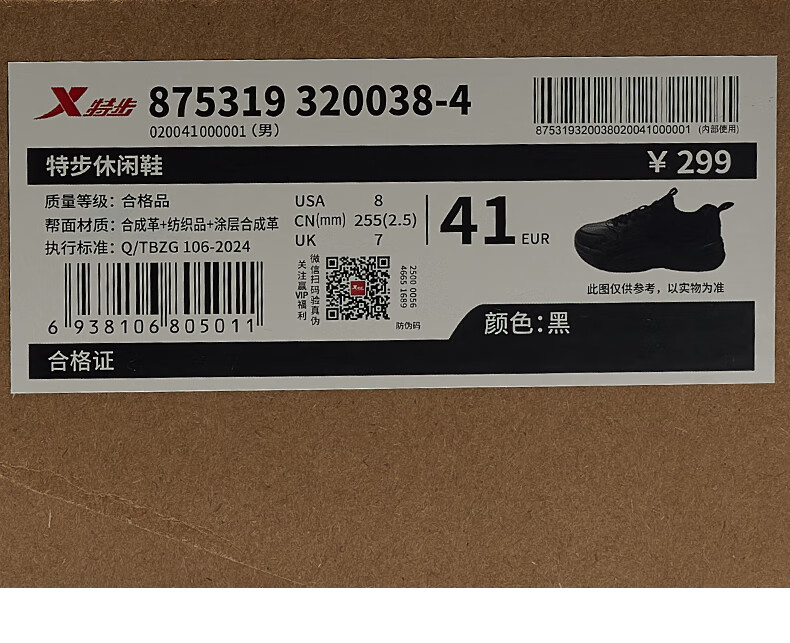 特步 875319 320038-4
020041000001(男)
875319320038020041000001 (内部使用)
特步休闲鞋 ¥ 299
质量等级: 合格品
帮面材质: 合成革+纺织品+涂层合成革
执行标准: Q/TBZG 106-2024
USA 8
CN(mm) 255(2.5)
UK 7
41 EUR
此图仅供参考，以实物为准
6 938106 805011
关注赢VIP福利
微信扫码验真伪
2500 0056
4665 1689
防伪码
颜色:黑
合格证